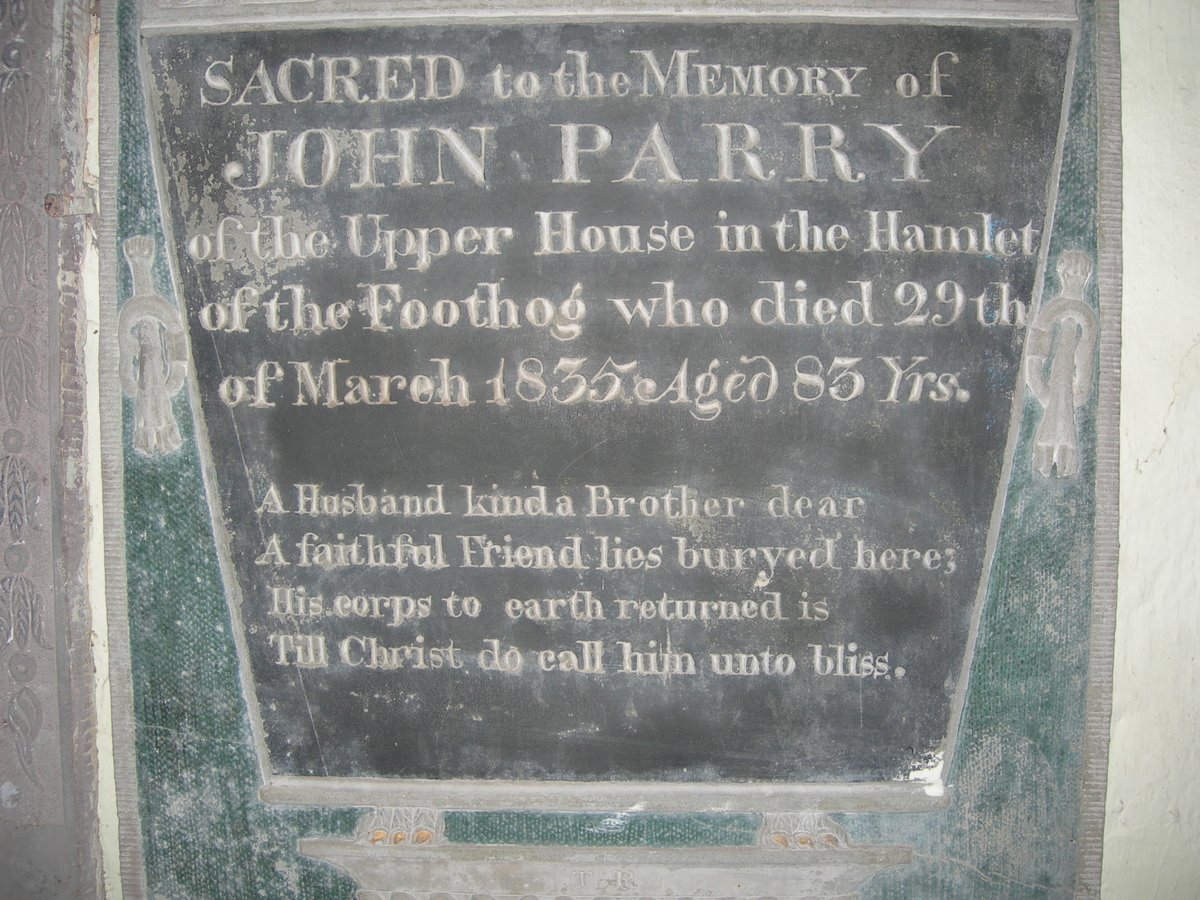 SACRED to the MEMORY of
JOHN PARRY
of the Upper House in the Hamlet
of the Foothog who died 29th
of March 1835 Aged 83 Yrs.
A Husband kind a Brother dear
A faithful Friend lies buryed here;
His corps to earth returned is
Till Christ do call him unto bliss.
T. R.